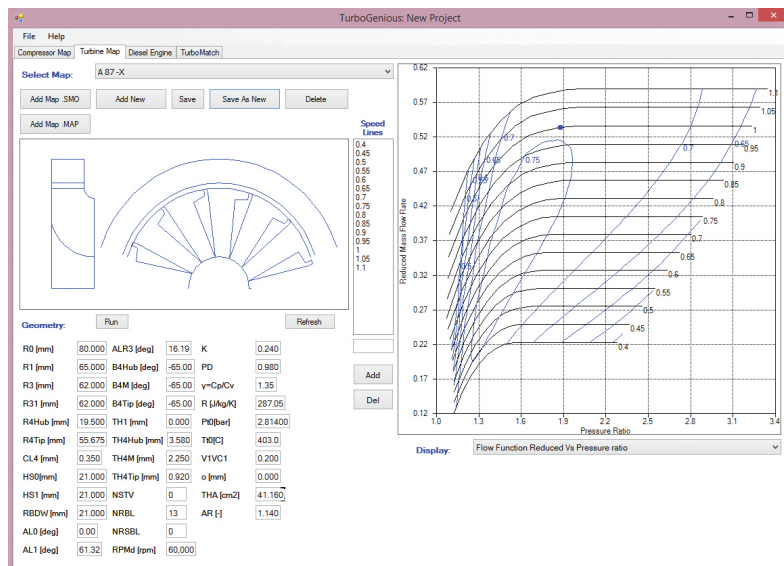 TurboGenious: New Project
File Help
Compressor Map Turbine Map Diesel Engine TurboMatch
Select Map: A 87 -X
Add Map .SMO Add New Save Save As New Delete
Add Map .MAP
Speed
Lines
0.4
0.45
0.5
0.55
0.6
0.65
0.7
0.75
0.8
0.85
0.9
0.95
1
1.05
1.1
Geometry: Run Refresh
Add
Del
R0 [mm] 80.000 ALR3 [deg] 16.19 K 0.240
R1 [mm] 65.000 B4Hub [deg] -65.00 PD 0.980
R3 [mm] 62.000 B4M [deg] -65.00 γ=Cp/Cv 1.35
R31 [mm] 62.000 B4Tip [deg] -65.00 R [J/kg/K] 287.05
R4Hub [mm] 19.500 TH1 [mm] 0.000 Pt0[bar] 2.81400
R4Tip [mm] 55.675 TH4Hub [mm] 3.580 Tt0[C] 403.0
CL4 [mm] 0.350 TH4M [mm] 2.250 V1VC1 0.200
HS0[mm] 21.000 TH4Tip [mm] 0.920 o [mm] 0.000
HS1 [mm] 21.000 NSTV 0 THA [cm2] 41.160
RBDW [mm] 21.000 NRBL 13 AR [-] 1.140
AL0 [deg] 0.00 NRSBL 0
AL1 [deg] 61.32 RPMd [rpm] 60,000
Reduced Mass Flow Rate
0.62
0.57
0.52
0.47
0.42
0.37
0.32
0.27
0.22
0.17
0.12
1.1
1.05
1
0.95
0.9
0.85
0.8
0.75
0.7
0.65
0.6
0.55
0.5
0.45
0.4
0.7
0.65
0.75
0.7
0.65
1.0 1.3 1.6 1.9 2.2 2.5 2.8 3.1 3.4
Pressure Ratio
Display: Flow Function Reduced Vs Pressure ratio